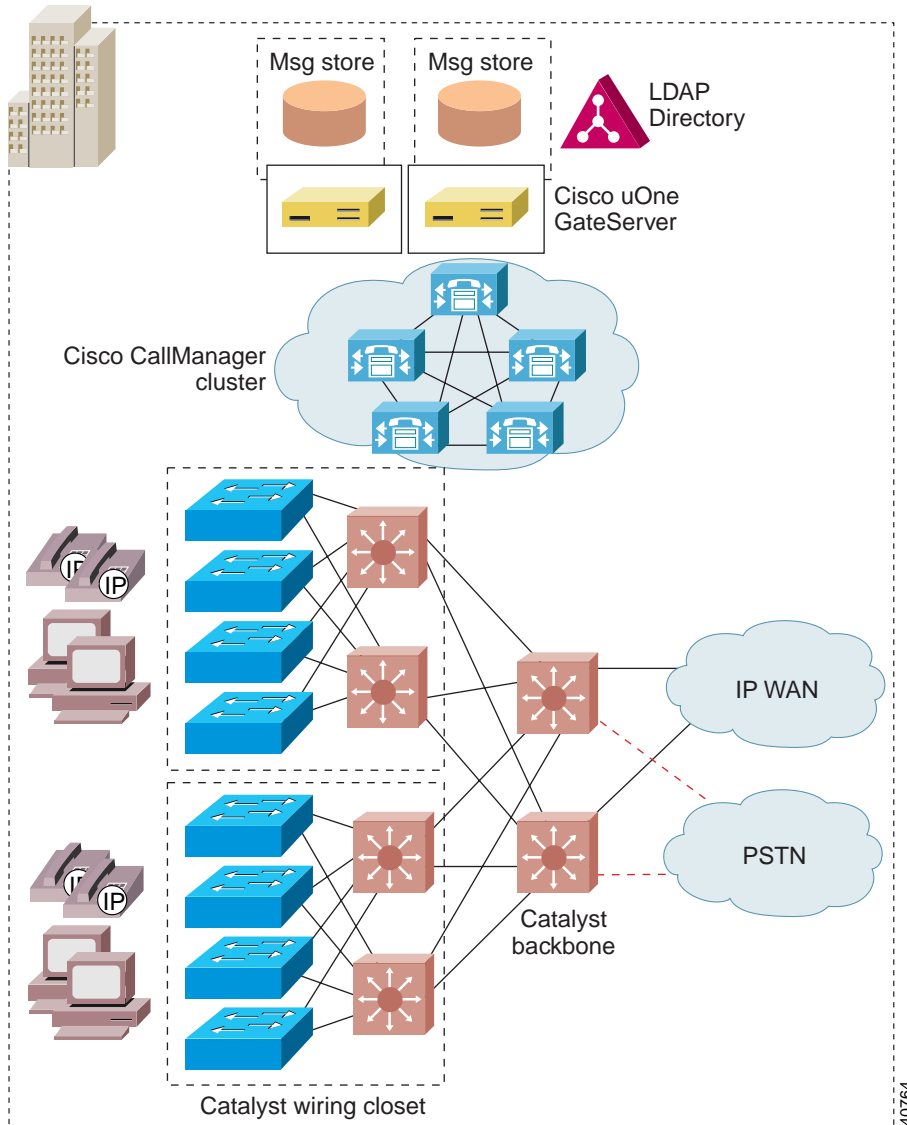 Msg store
Msg store
LDAP
Directory
Cisco uOne
GateServer
Cisco CallManager
cluster
IP
IP
IP WAN
PSTN
IP
IP
Catalyst
backbone
Catalyst wiring closet
40764